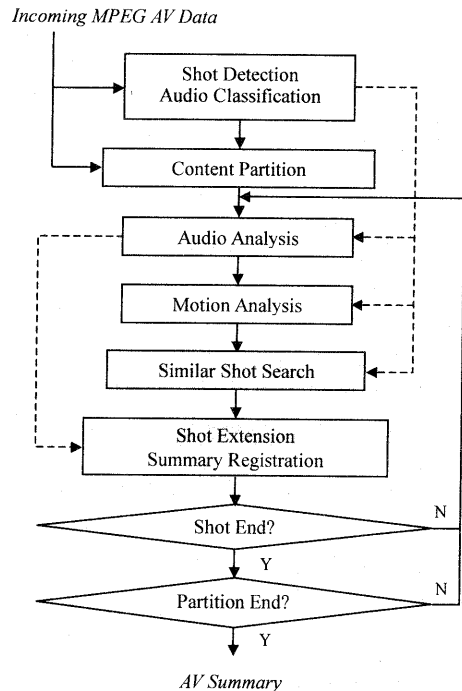 Incoming MPEG AV Data
Shot Detection
Audio Classification
Content Partition
Audio Analysis
Motion Analysis
Similar Shot Search
Shot Extension
Summary Registration
N
Shot End?
Y
N
Partition End?
Y
AV Summary